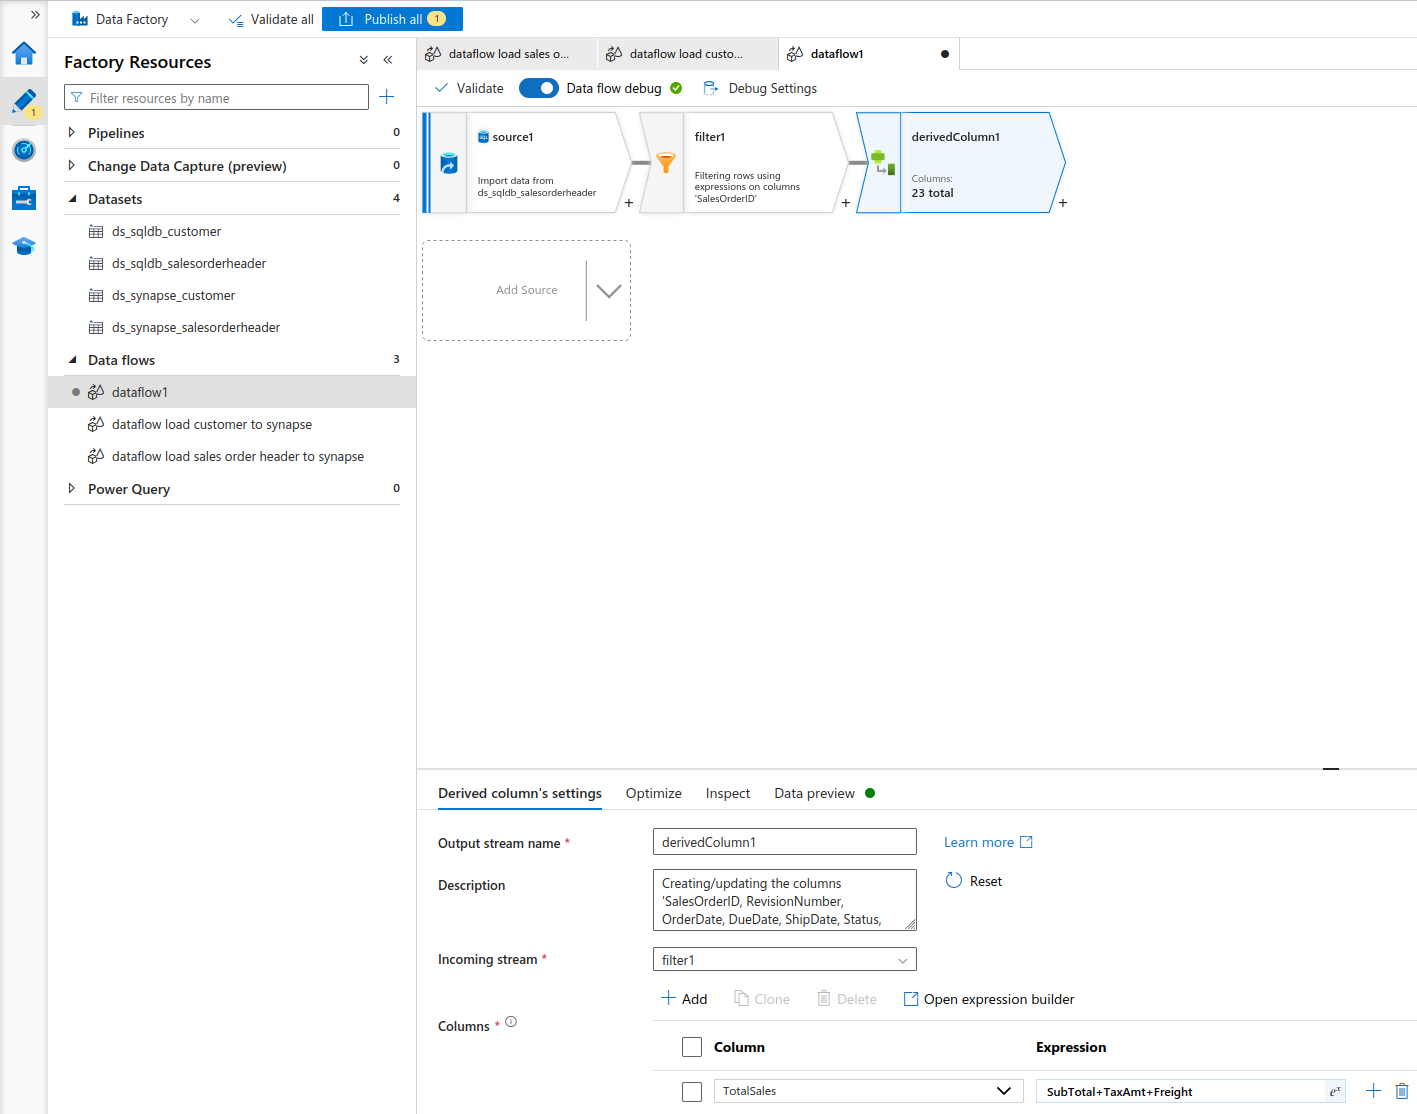 Data Factory
Validate all
Publish all 1
1
Factory Resources
Filter resources by name
Pipelines 0
Change Data Capture (preview) 0
Datasets 4
ds_sqldb_customer
ds_sqldb_salesorderheader
ds_synapse_customer
ds_synapse_salesorderheader
Data flows 3
dataflow1
dataflow load customer to synapse
dataflow load sales order header to synapse
Power Query 0
dataflow load sales o...
dataflow load custo...
dataflow1
Validate
Data flow debug
Debug Settings
SQL source1
Import data from
ds_sqldb_salesorderheader
+
filter1
Filtering rows using
expressions on columns
'SalesOrderID'
+
derivedColumn1
Columns:
23 total
+
Add Source
Derived column's settings
Optimize
Inspect
Data preview
Output stream name *
derivedColumn1
Learn more
Description
Creating/updating the columns
'SalesOrderID, RevisionNumber,
OrderDate, DueDate, ShipDate, Status,
Reset
Incoming stream *
filter1
Add
Clone
Delete
Open expression builder
Columns *
Column
Expression
TotalSales
SubTotal+TaxAmt+Freight
eˣ